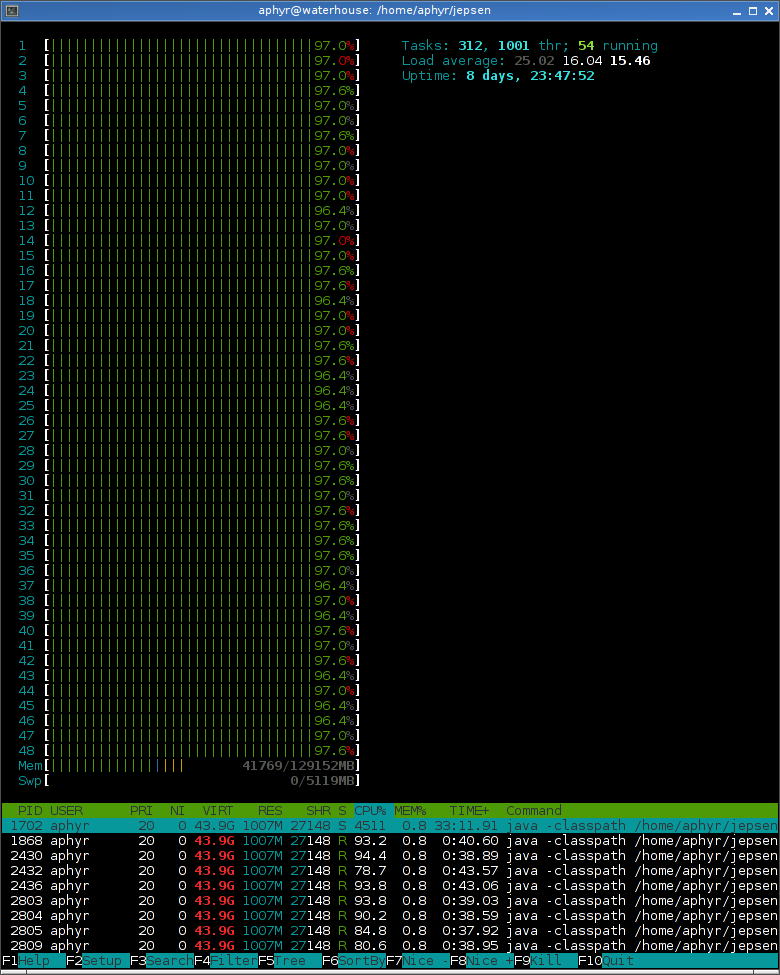 aphyr@waterhouse: /home/aphyr/jepsen
1 [97.0%] Tasks: 312, 1001 thr; 54 running
2 [97.0%] Load average: 25.02 16.04 15.46
3 [97.0%] Uptime: 8 days, 23:47:52
4 [97.6%]
5 [97.0%]
6 [97.0%]
7 [97.6%]
8 [97.0%]
9 [97.0%]
10 [97.0%]
11 [97.0%]
12 [96.4%]
13 [97.0%]
14 [97.0%]
15 [97.0%]
16 [97.6%]
17 [97.6%]
18 [96.4%]
19 [97.0%]
20 [97.0%]
21 [97.6%]
22 [97.6%]
23 [96.4%]
24 [96.4%]
25 [96.4%]
26 [97.6%]
27 [97.6%]
28 [97.0%]
29 [97.6%]
30 [97.6%]
31 [97.0%]
32 [97.6%]
33 [97.6%]
34 [97.6%]
35 [97.6%]
36 [97.0%]
37 [96.4%]
38 [97.0%]
39 [96.4%]
40 [97.6%]
41 [97.0%]
42 [97.6%]
43 [96.4%]
44 [97.0%]
45 [96.4%]
46 [96.4%]
47 [97.0%]
48 [97.6%]
Mem[41769/129152MB]
Swp[0/5119MB]
PID USER PRI NI VIRT RES SHR S CPU% MEM% TIME+ Command
1702 aphyr 20 0 43.9G 1007M 27148 S 4511 0.8 33:11.91 java -classpath /home/aphyr/jepsen
1868 aphyr 20 0 43.9G 1007M 27148 R 93.2 0.8 0:40.60 java -classpath /home/aphyr/jepsen
2430 aphyr 20 0 43.9G 1007M 27148 R 94.4 0.8 0:38.89 java -classpath /home/aphyr/jepsen
2432 aphyr 20 0 43.9G 1007M 27148 R 78.7 0.8 0:43.57 java -classpath /home/aphyr/jepsen
2436 aphyr 20 0 43.9G 1007M 27148 R 93.8 0.8 0:43.06 java -classpath /home/aphyr/jepsen
2803 aphyr 20 0 43.9G 1007M 27148 R 93.8 0.8 0:39.03 java -classpath /home/aphyr/jepsen
2804 aphyr 20 0 43.9G 1007M 27148 R 90.2 0.8 0:38.59 java -classpath /home/aphyr/jepsen
2805 aphyr 20 0 43.9G 1007M 27148 R 84.8 0.8 0:37.92 java -classpath /home/aphyr/jepsen
2809 aphyr 20 0 43.9G 1007M 27148 R 80.6 0.8 0:38.95 java -classpath /home/aphyr/jepsen
F1Help F2Setup F3SearchF4FilterF5Tree F6SortByF7Nice -F8Nice +F9Kill F10Quit